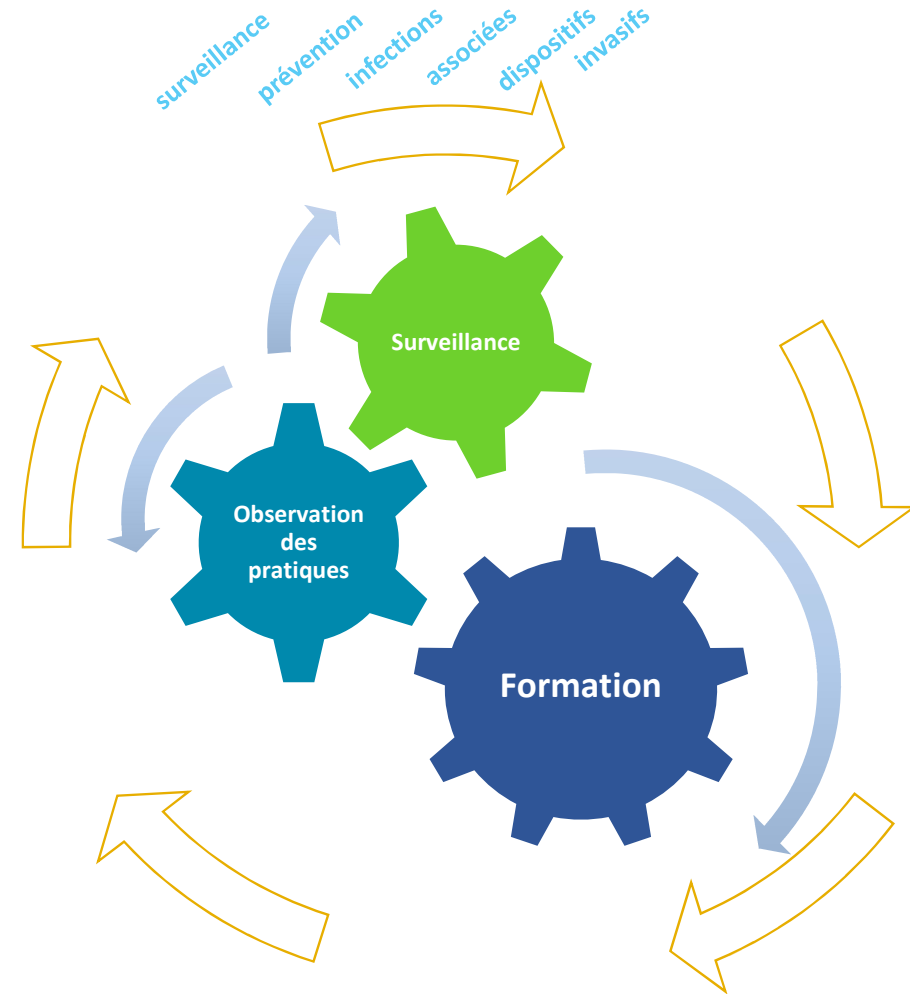 surveillance
prévention
infections
associées
dispositifs
invasifs
Surveillance
Observation
des
pratiques
Formation